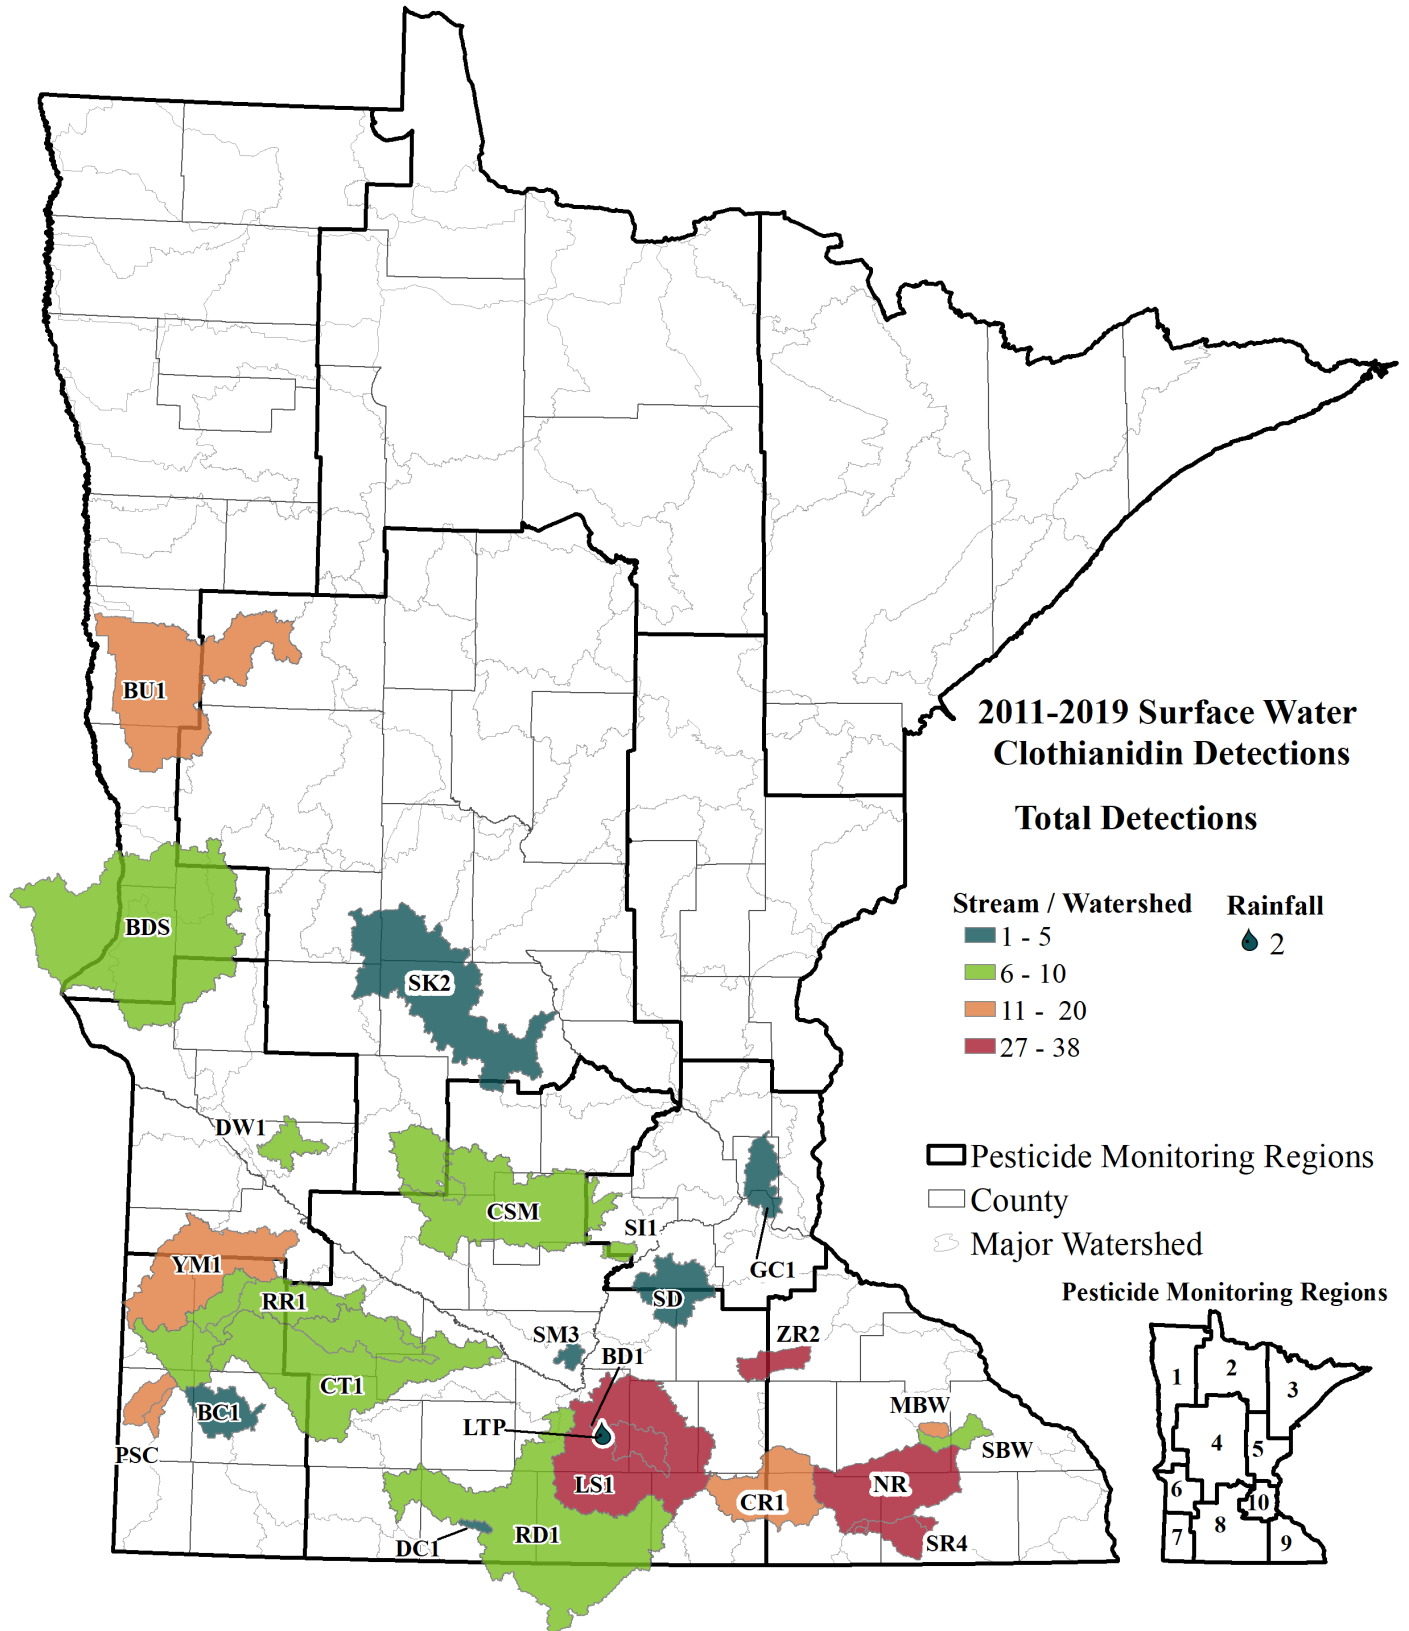 2011-2019 Surface Water
Clothianidin Detections
Total Detections
Stream / Watershed
1 - 5
6 - 10
11 - 20
27 - 38
Rainfall
2
Pesticide Monitoring Regions
County
Major Watershed
Pesticide Monitoring Regions
1
2
3
4
5
6
7
8
9
10
BU1
BDS
SK2
DW1
CSM
SI1
GC1
YM1
RR1
SD
SM3
BD1
ZR2
CT1
BC1
PSC
LTP
MBW
SBW
LS1
CR1
NR
RD1
DC1
SR4